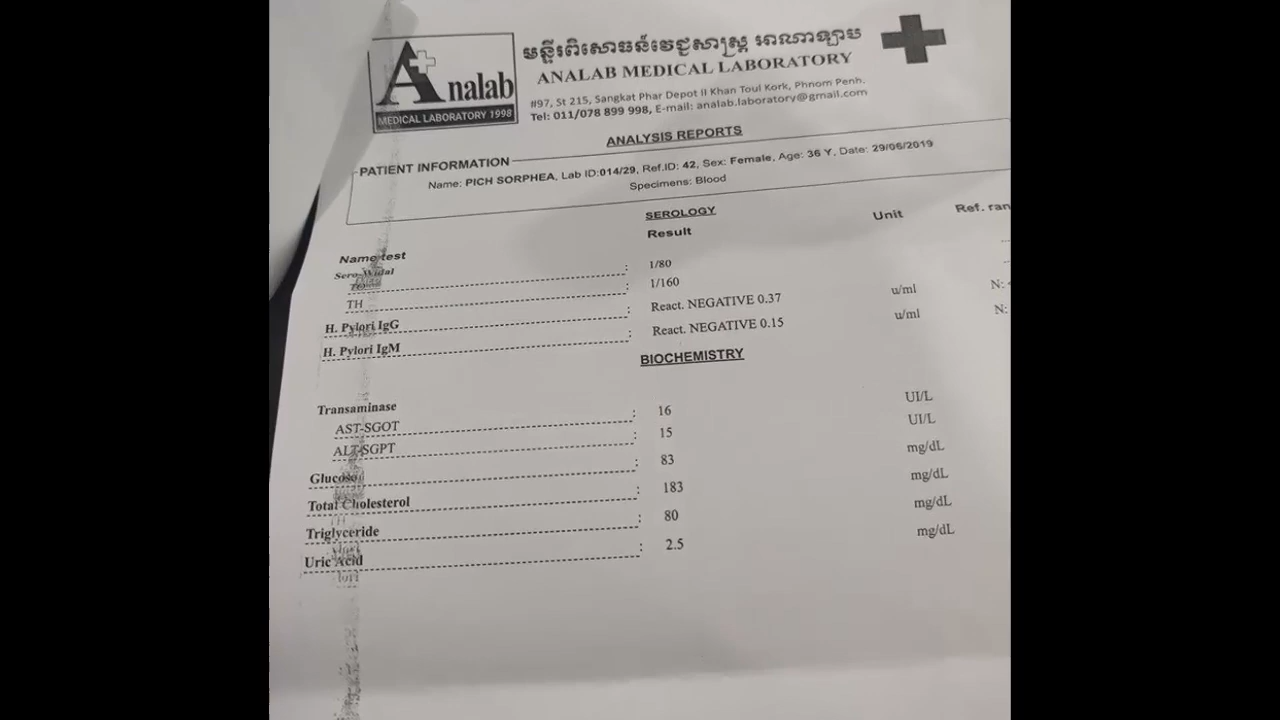 Analab
MEDICAL LABORATORY 1998
មន្ទីរពិសោធន៍វេជ្ជសាស្ត្រ អាណាឡាប
ANALAB MEDICAL LABORATORY
#97, St 215, Sangkat Phar Depot II Khan Toul Kork, Phnom Penh.
Tel: 011/078 899 998, E-mail: analab.laboratory@gmail.com
ANALYSIS REPORTS
PATIENT INFORMATION
Name: PICH SORPHEA, Lab ID:014/29, Ref.ID: 42, Sex: Female, Age: 36 Y, Date: 29/06/2019
Specimens: Blood
SEROLOGY
Name test Result Unit Ref. ran
Sero-Widal
: 1/80
TH : 1/160
H. Pylori IgG : React. NEGATIVE 0.37 u/ml N:
H. Pylori IgM : React. NEGATIVE 0.15 u/ml N:
BIOCHEMISTRY
Transaminase
AST-SGOT : 16 UI/L
ALT-SGPT : 15 UI/L
Glucose : 83 mg/dL
Total Cholesterol : 183 mg/dL
Triglyceride : 80 mg/dL
Uric Acid : 2.5 mg/dL